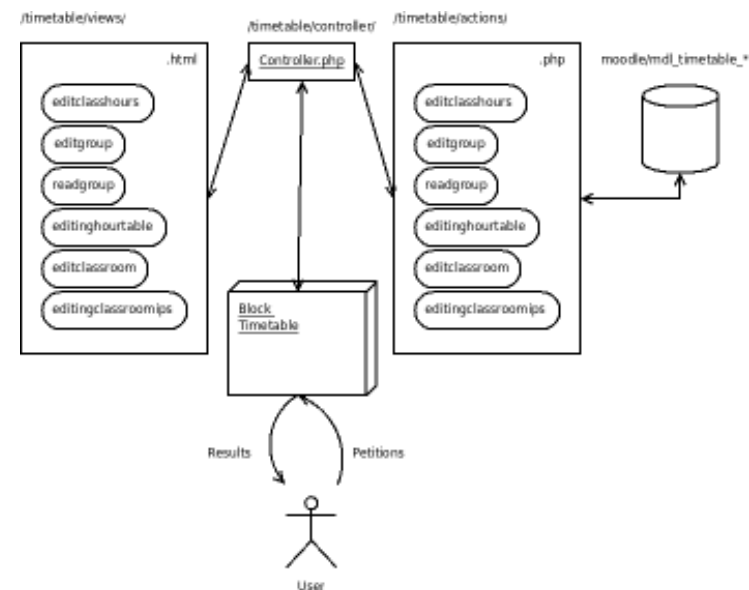 /timetable/views/
/timetable/controller/
/timetable/actions/
.html
Controller.php
.php
moodle/mdl_timetable_*
editclasshours
editgroup
readgroup
editinghourtable
editclassroom
editingclassroomips
editclasshours
editgroup
readgroup
editinghourtable
editclassroom
editingclassroomips
Block
Timetable
Results
Petitions
User